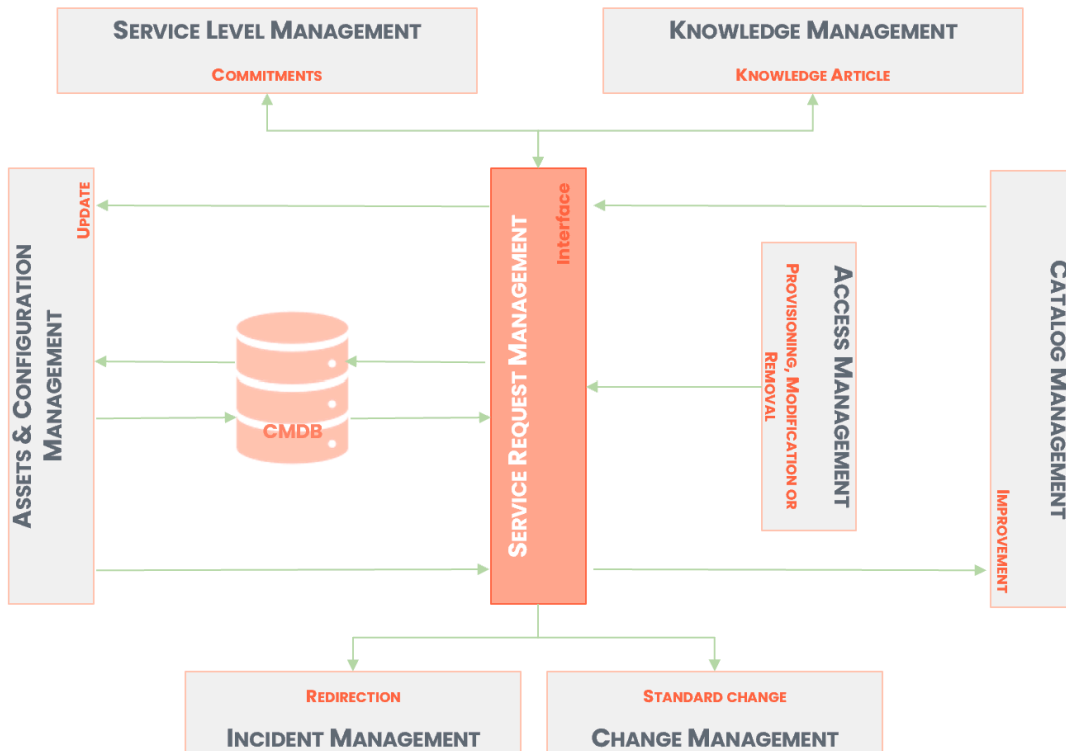 Service Level Management
Commitments
Knowledge Management
Knowledge Article
Assets & Configuration
Management
Update
CMDB
Service Request Management
Interface
Access Management
Provisioning, Modification or
Removal
Catalog Management
Improvement
Redirection
Incident Management
Standard change
Change Management